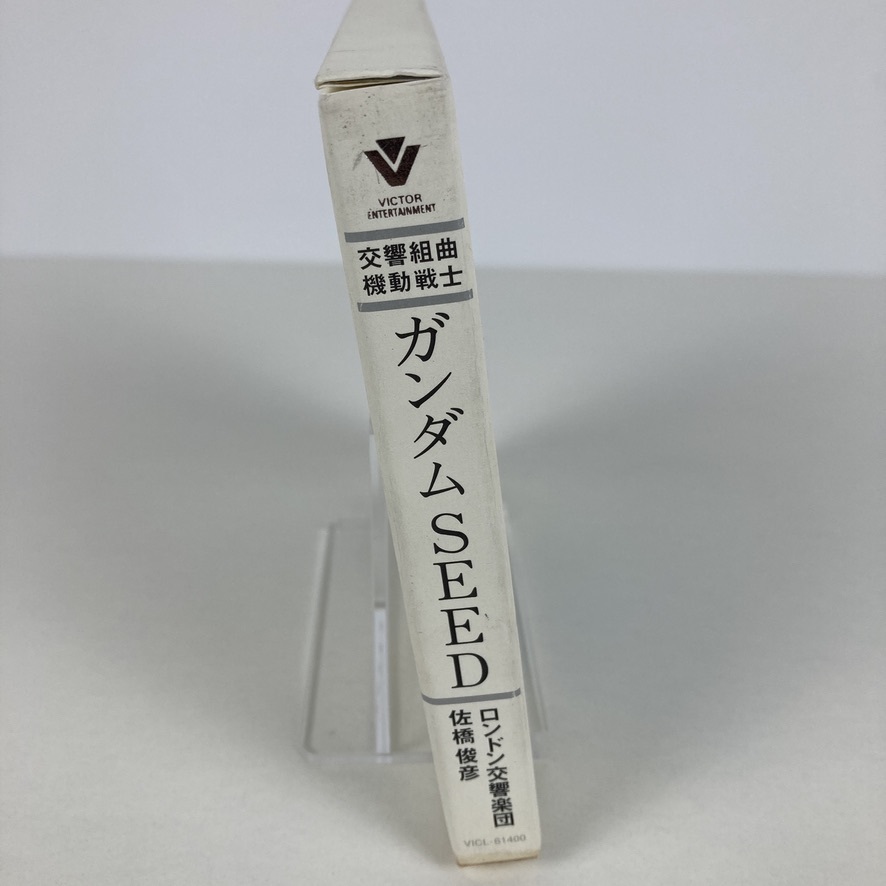 VICTOR
ENTERTAINMENT
交響組曲
機動戦士
ガンダムSEED
ロンドン交響楽団
佐橋俊彦
VICL-61400